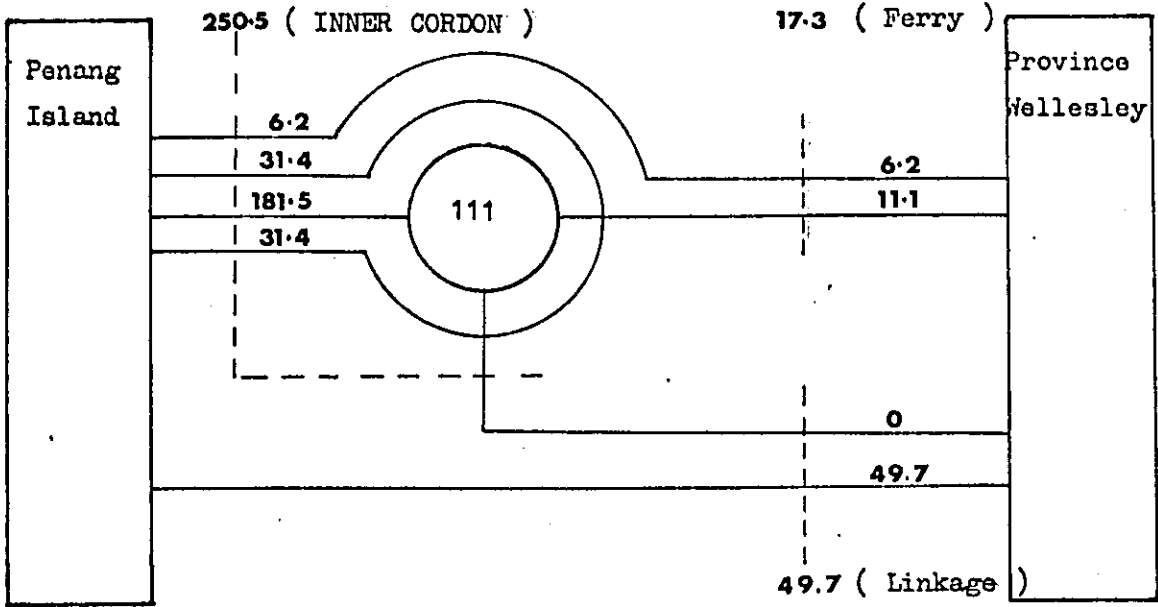 250·5 ( INNER CORDON )
17·3 ( Ferry )
Penang
Island
Province
Wellesley
6·2
31·4
181·5
31·4
111
6·2
11·1
0
49.7
49.7 ( Linkage )